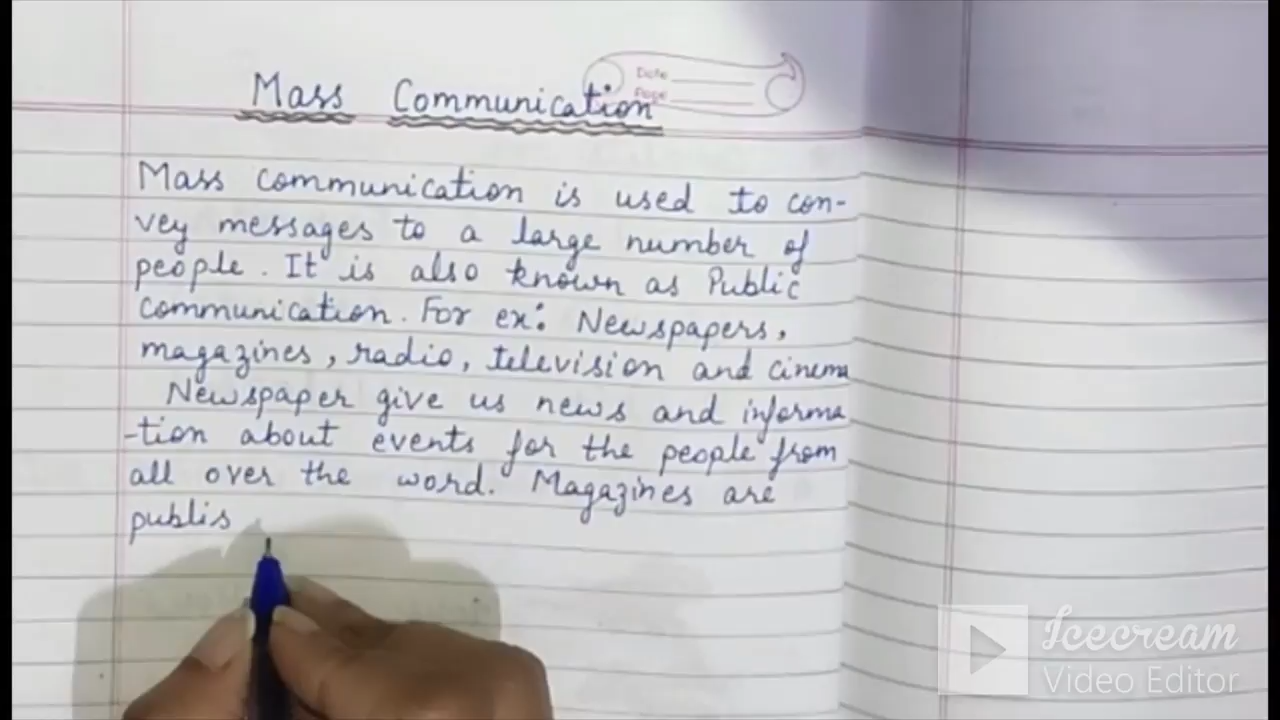 Date
Page
Mass Communication
Mass communication is used to con-
vey messages to a large number of
people. It is also known as Public
communication. For ex: Newspapers,
magazines, radio, television and cinema
Newspaper give us news and informa
-tion about events for the people from
all over the word. Magazines are
publis
Icecream
Video Editor